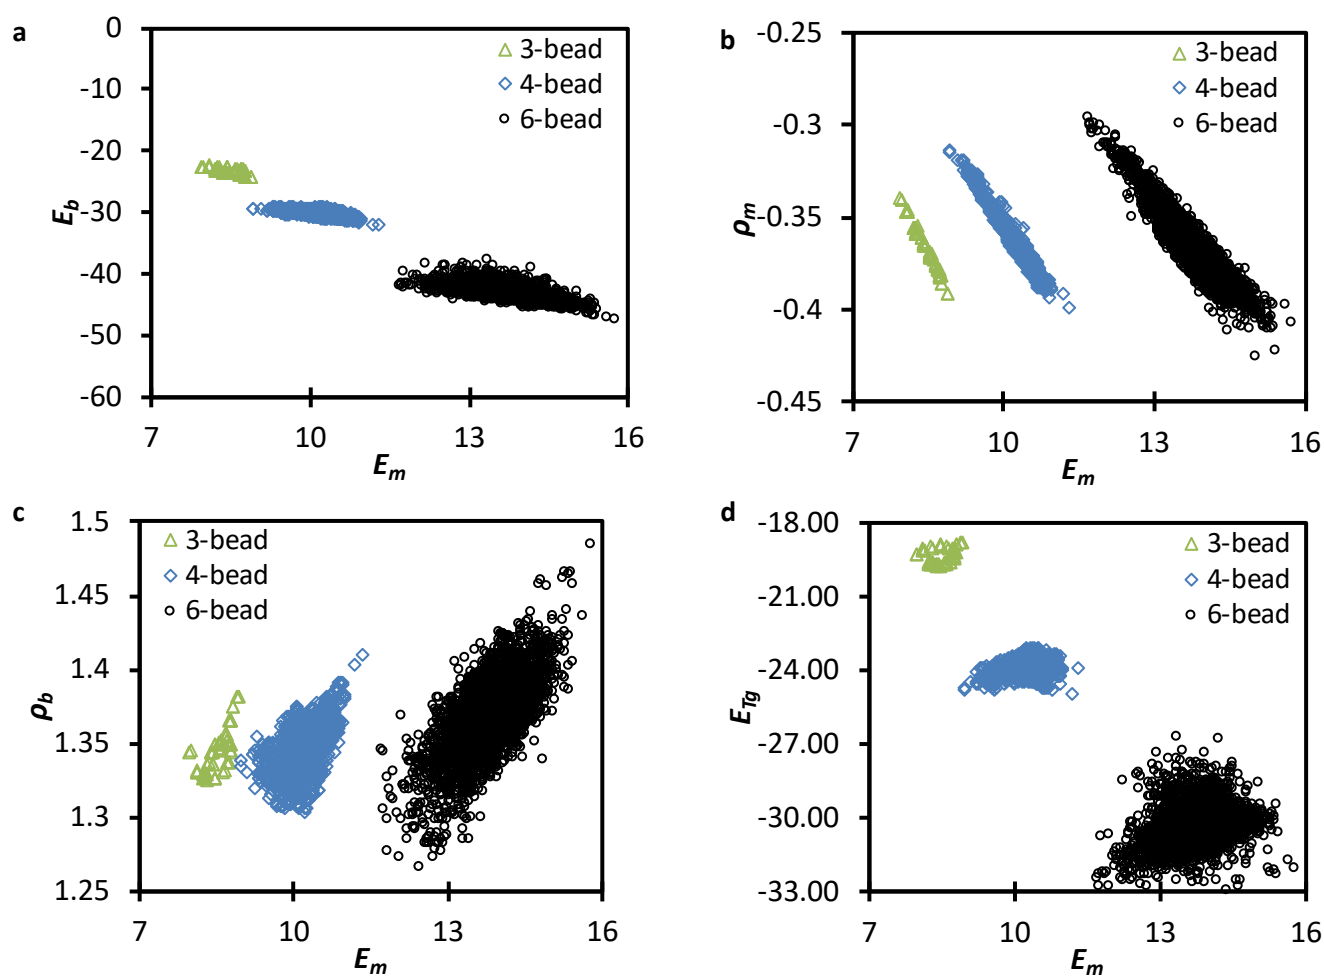 a
0
-10
-20
-30
-40
-50
-60
E_b
3-bead
4-bead
6-bead
7 10 13 16
E_m
b
-0.25
-0.3
-0.35
-0.4
-0.45
ρ_m
3-bead
4-bead
6-bead
7 10 13 16
E_m
c
1.5
1.45
1.4
1.35
1.3
1.25
ρ_b
3-bead
4-bead
6-bead
7 10 13 16
E_m
d
-18.00
-21.00
-24.00
-27.00
-30.00
-33.00
E_Tg
3-bead
4-bead
6-bead
7 10 13 16
E_m